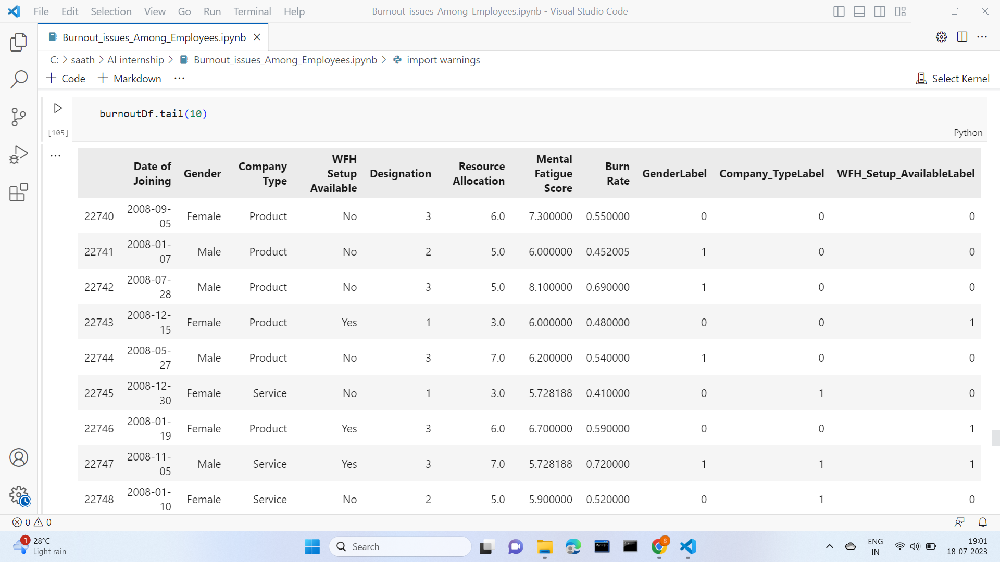 File Edit Selection View Go Run Terminal Help Burnout_issues_Among_Employees.ipynb - Visual Studio Code
Burnout_issues_Among_Employees.ipynb
C: > saath > AI internship > Burnout_issues_Among_Employees.ipynb > import warnings
+ Code + Markdown ... Select Kernel
burnoutDf.tail(10)
[105] Python
Date of Joining Gender Company Type WFH Setup Available Designation Resource Allocation Mental Fatigue Score Burn Rate GenderLabel Company_TypeLabel WFH_Setup_AvailableLabel
22740 2008-09-05 Female Product No 3 6.0 7.300000 0.550000 0 0 0
22741 2008-01-07 Male Product No 2 5.0 6.000000 0.452005 1 0 0
22742 2008-07-28 Male Product No 3 5.0 8.100000 0.690000 1 0 0
22743 2008-12-15 Female Product Yes 1 3.0 6.000000 0.480000 0 0 1
22744 2008-05-27 Male Product No 3 7.0 6.200000 0.540000 1 0 0
22745 2008-12-30 Female Service No 1 3.0 5.728188 0.410000 0 1 0
22746 2008-01-19 Female Product Yes 3 6.0 6.700000 0.590000 0 0 1
22747 2008-11-05 Male Service Yes 3 7.0 5.728188 0.720000 1 1 1
22748 2008-01-10 Female Service No 2 5.0 5.900000 0.520000 0 1 0
0 0
1 28°C
Light rain
Search
MySQL
S
ENG
IN
19:01
18-07-2023